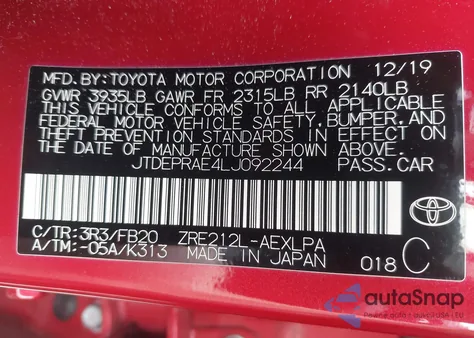 MFD. BY:TOYOTA MOTOR CORPORATION 12/19
GVWR 3935LB GAWR FR 2315LB RR 2140LB
THIS VEHICLE CONFORMS TO ALL APPLICABLE
FEDERAL MOTOR VEHICLE SAFETY,BUMPER,AND
THEFT PREVENTION STANDARDS IN EFFECT ON
THE DATE OF MANUFACTURE SHOWN ABOVE.
JTDEPRAE4LJ092244 PASS.CAR
C/TR:3R3/FB20 ZRE212L-AEXLPA
A/TM:-05A/K313 MADE IN JAPAN 018 C
autoSnap